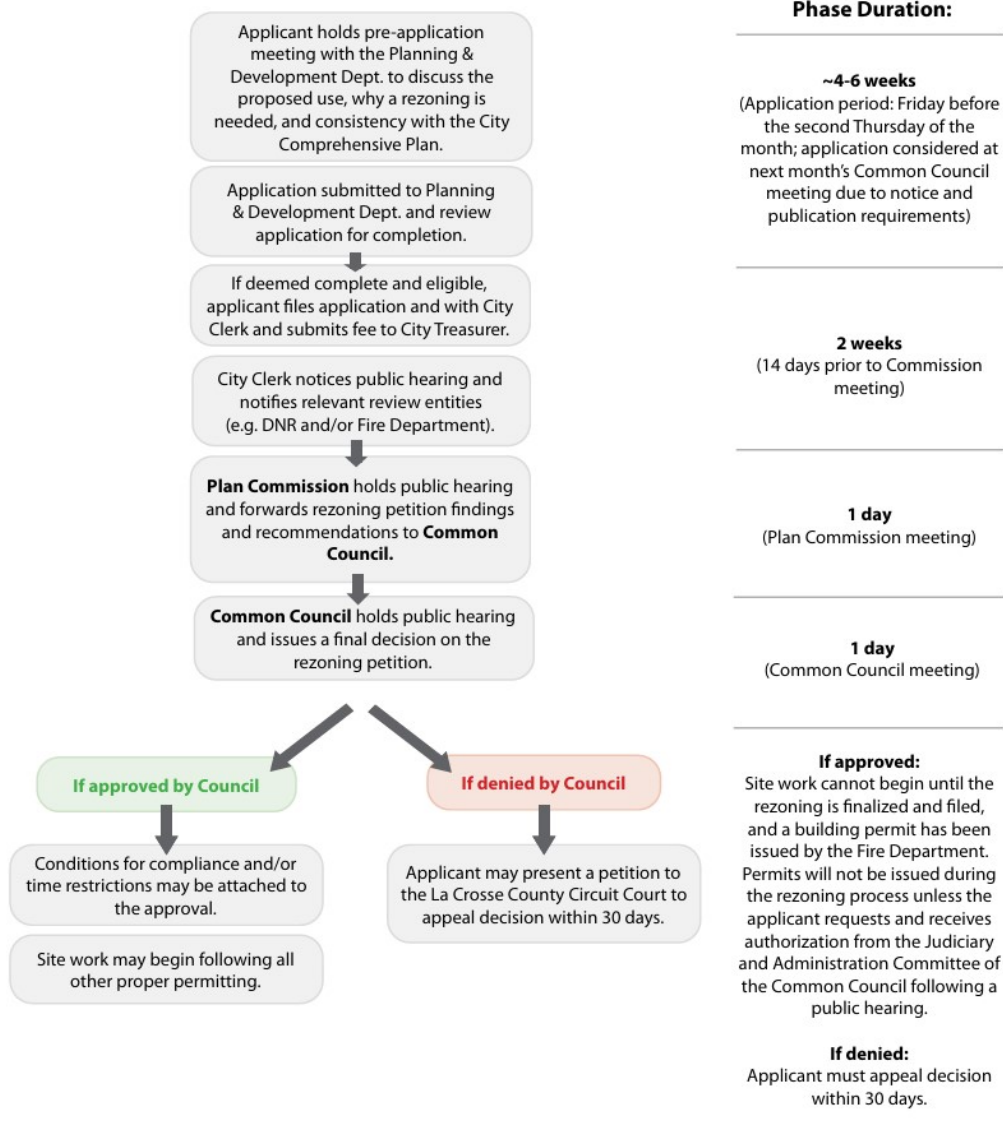 Applicant holds pre-application
meeting with the Planning &
Development Dept. to discuss the
proposed use, why a rezoning is
needed, and consistency with the City
Comprehensive Plan.
Application submitted to Planning
& Development Dept. and review
application for completion.
If deemed complete and eligible,
applicant files application and with City
Clerk and submits fee to City Treasurer.
City Clerk notices public hearing and
notifies relevant review entities
(e.g. DNR and/or Fire Department).
Plan Commission holds public hearing
and forwards rezoning petition findings
and recommendations to Common
Council.
Common Council holds public hearing
and issues a final decision on the
rezoning petition.
If approved by Council
Conditions for compliance and/or
time restrictions may be attached to
the approval.
Site work may begin following all
other proper permitting.
If denied by Council
Applicant may present a petition to
the La Crosse County Circuit Court to
appeal decision within 30 days.
Phase Duration:
~4-6 weeks
(Application period: Friday before
the second Thursday of the
month; application considered at
next month's Common Council
meeting due to notice and
publication requirements)
2 weeks
(14 days prior to Commission
meeting)
1 day
(Plan Commission meeting)
1 day
(Common Council meeting)
If approved:
Site work cannot begin until the
rezoning is finalized and filed,
and a building permit has been
issued by the Fire Department.
Permits will not be issued during
the rezoning process unless the
applicant requests and receives
authorization from the Judiciary
and Administration Committee of
the Common Council following a
public hearing.
If denied:
Applicant must appeal decision
within 30 days.